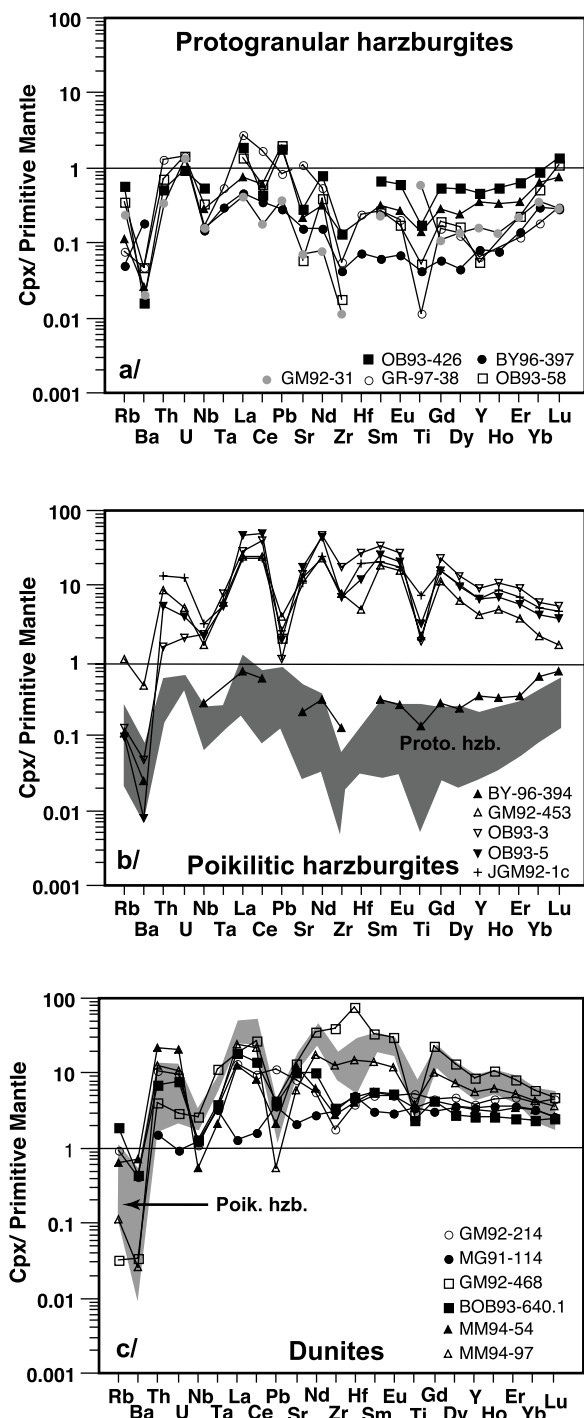 100
Protogranular harzburgites
10
1
0.1
0.01
0.001
Cpx/ Primitive Mantle
a/
OB93-426 BY96-397
GM92-31 GR-97-38 OB93-58
Rb Th Nb La Pb Nd Hf Eu Gd Y Er Lu
Ba U Ta Ce Sr Zr Sm Ti Dy Ho Yb
100
10
1
0.1
0.01
0.001
Cpx/ Primitive Mantle
Proto. hzb.
BY-96-394
GM92-453
OB93-3
OB93-5
JGM92-1c
b/
Poikilitic harzburgites
Rb Th Nb La Pb Nd Hf Eu Gd Y Er Lu
Ba U Ta Ce Sr Zr Sm Ti Dy Ho Yb
100
10
1
0.1
0.01
0.001
Cpx/ Primitive Mantle
Poik. hzb.
GM92-214
MG91-114
GM92-468
BOB93-640.1
MM94-54
MM94-97
c/
Dunites
Rb Th Nb La Pb Nd Hf Eu Gd Y Er Lu
Ba U Ta Ce Sr Zr Sm Ti Dy Ho Yb